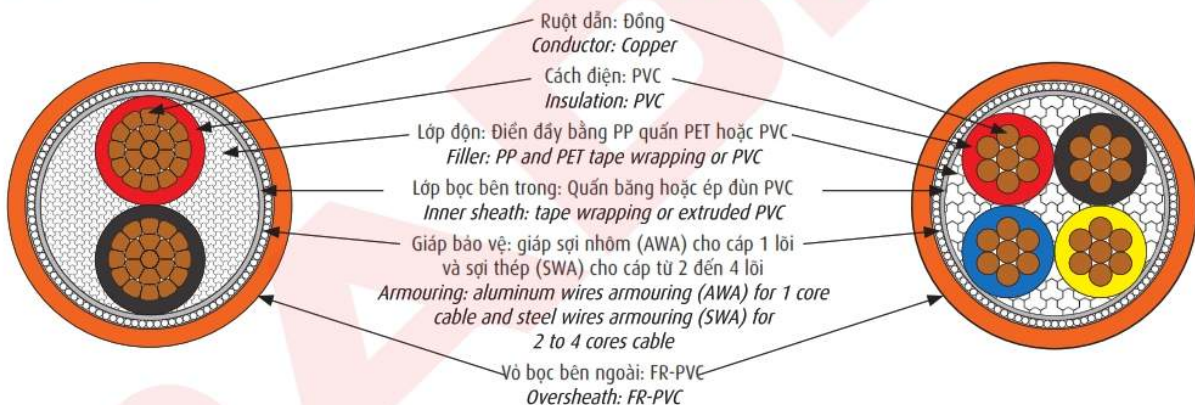 Ruột dẫn: Đồng
Conductor: Copper
Cách điện: PVC
Insulation: PVC
Lớp độn: Điền đầy bằng PP quấn PET hoặc PVC
Filler: PP and PET tape wrapping or PVC
Lớp bọc bên trong: Quấn băng hoặc ép đùn PVC
Inner sheath: tape wrapping or extruded PVC
Giáp bảo vệ: giáp sợi nhôm (AWA) cho cáp 1 lõi
và sợi thép (SWA) cho cáp từ 2 đến 4 lõi
Armouring: aluminum wires armouring (AWA) for 1 core
cable and steel wires armouring (SWA) for
2 to 4 cores cable
Vỏ bọc bên ngoài: FR-PVC
Oversheath: FR-PVC